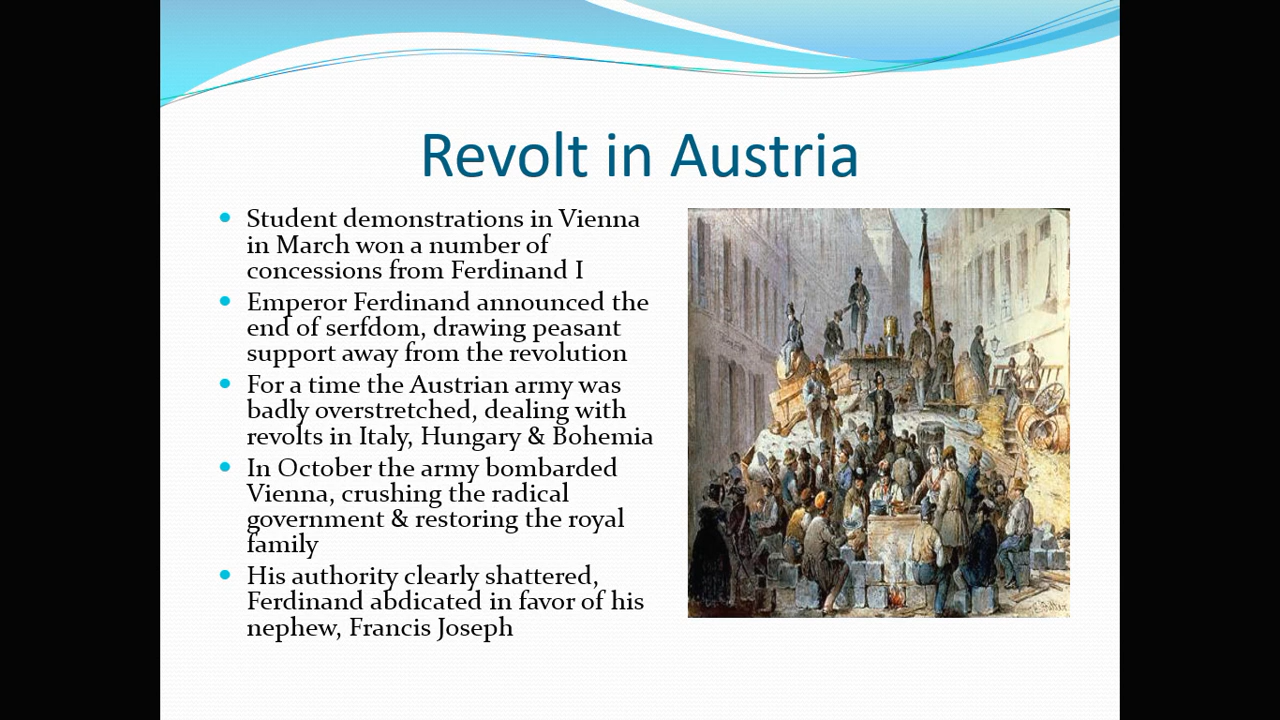 Revolt in Austria
Student demonstrations in Vienna
in March won a number of
concessions from Ferdinand I
Emperor Ferdinand announced the
end of serfdom, drawing peasant
support away from the revolution
For a time the Austrian army was
badly overstretched, dealing with
revolts in Italy, Hungary & Bohemia
In October the army bombarded
Vienna, crushing the radical
government & restoring the royal
family
His authority clearly shattered,
Ferdinand abdicated in favor of his
nephew, Francis Joseph